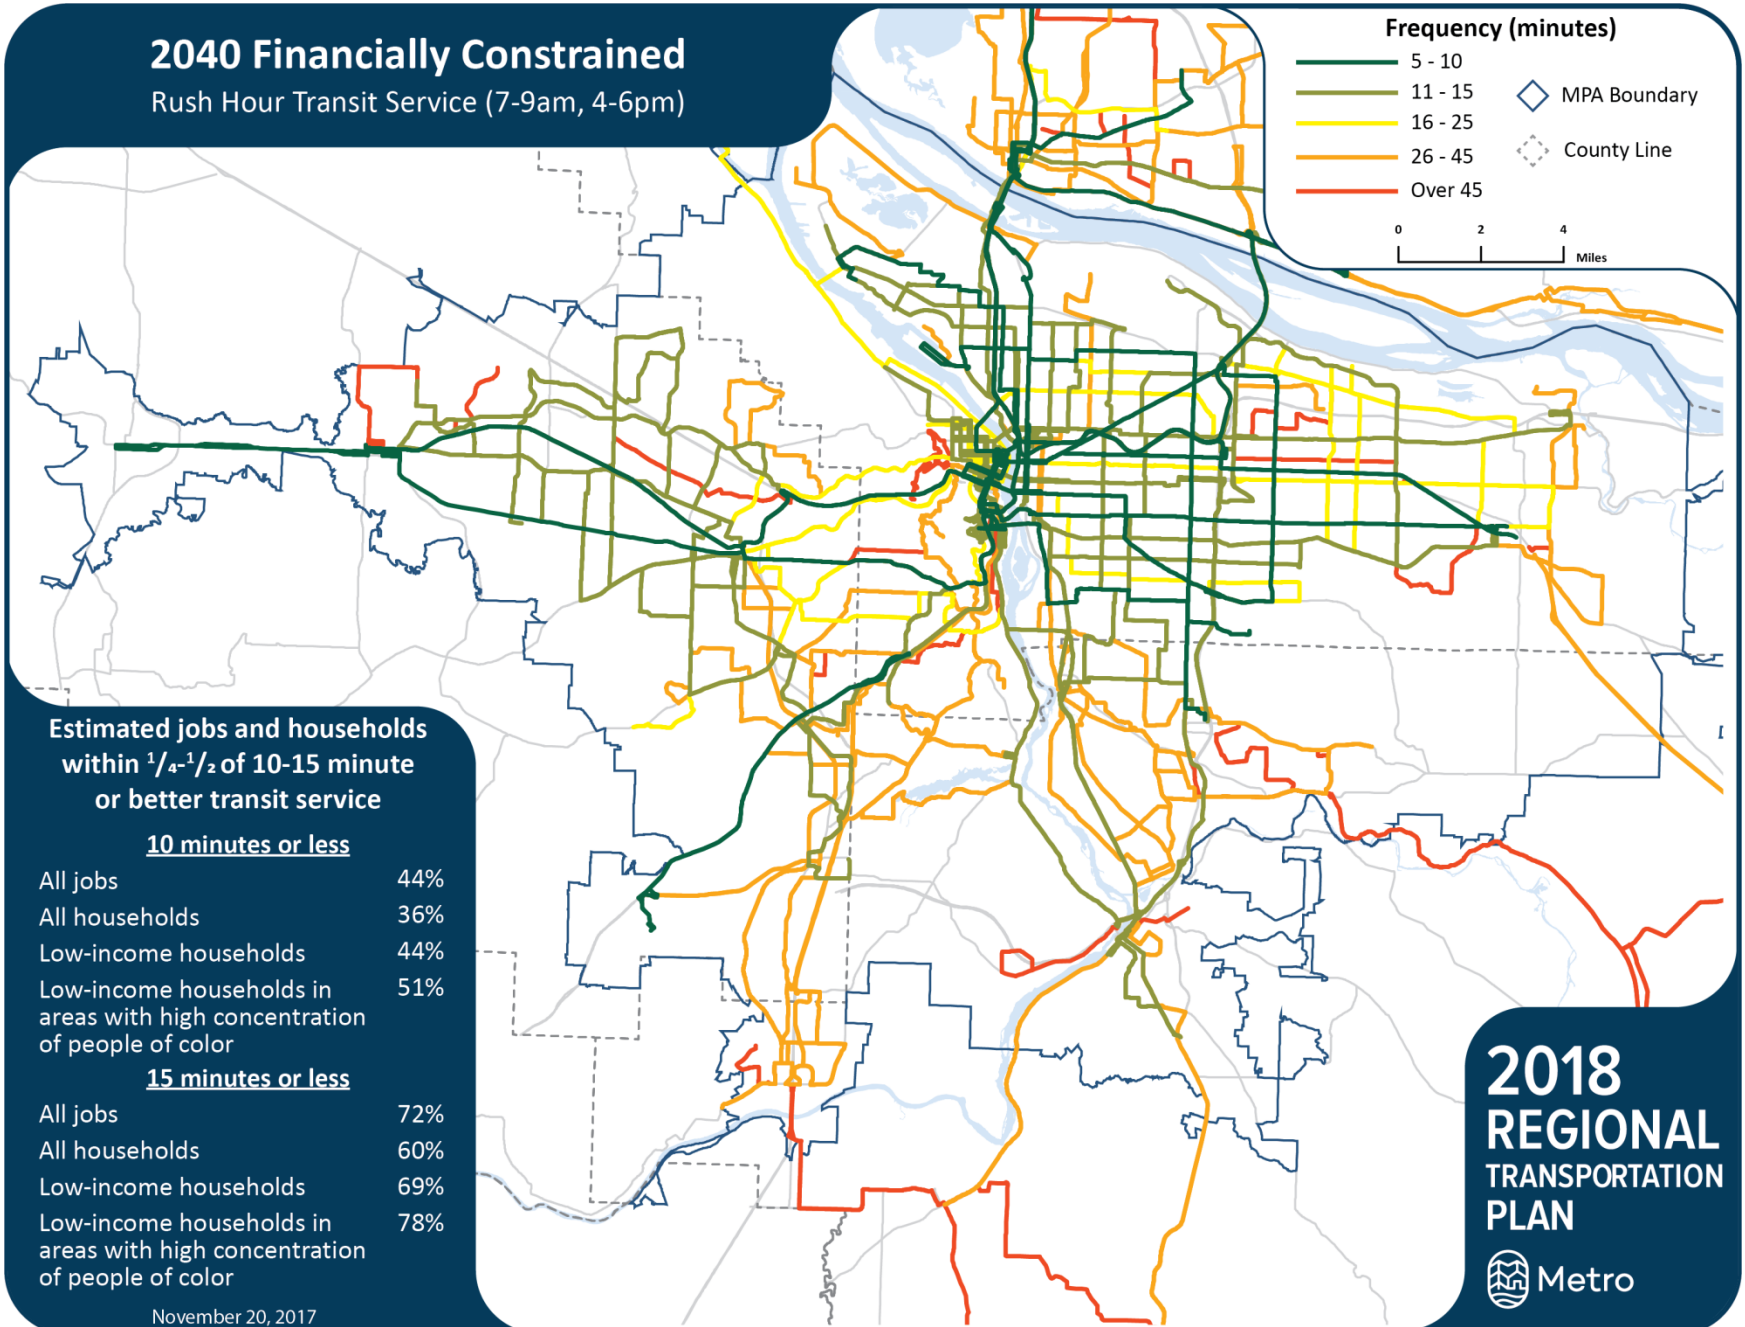 2040 Financially Constrained
Rush Hour Transit Service (7-9am, 4-6pm)
Frequency (minutes)
5 - 10
11 - 15
16 - 25
26 - 45
Over 45
MPA Boundary
County Line
0 2 4
Miles
Estimated jobs and households
within 1/4-1/2 of 10-15 minute
or better transit service
10 minutes or less
All jobs 44%
All households 36%
Low-income households 44%
Low-income households in 51%
areas with high concentration
of people of color
15 minutes or less
All jobs 72%
All households 60%
Low-income households 69%
Low-income households in 78%
areas with high concentration
of people of color
November 20, 2017
2018
REGIONAL
TRANSPORTATION
PLAN
Metro